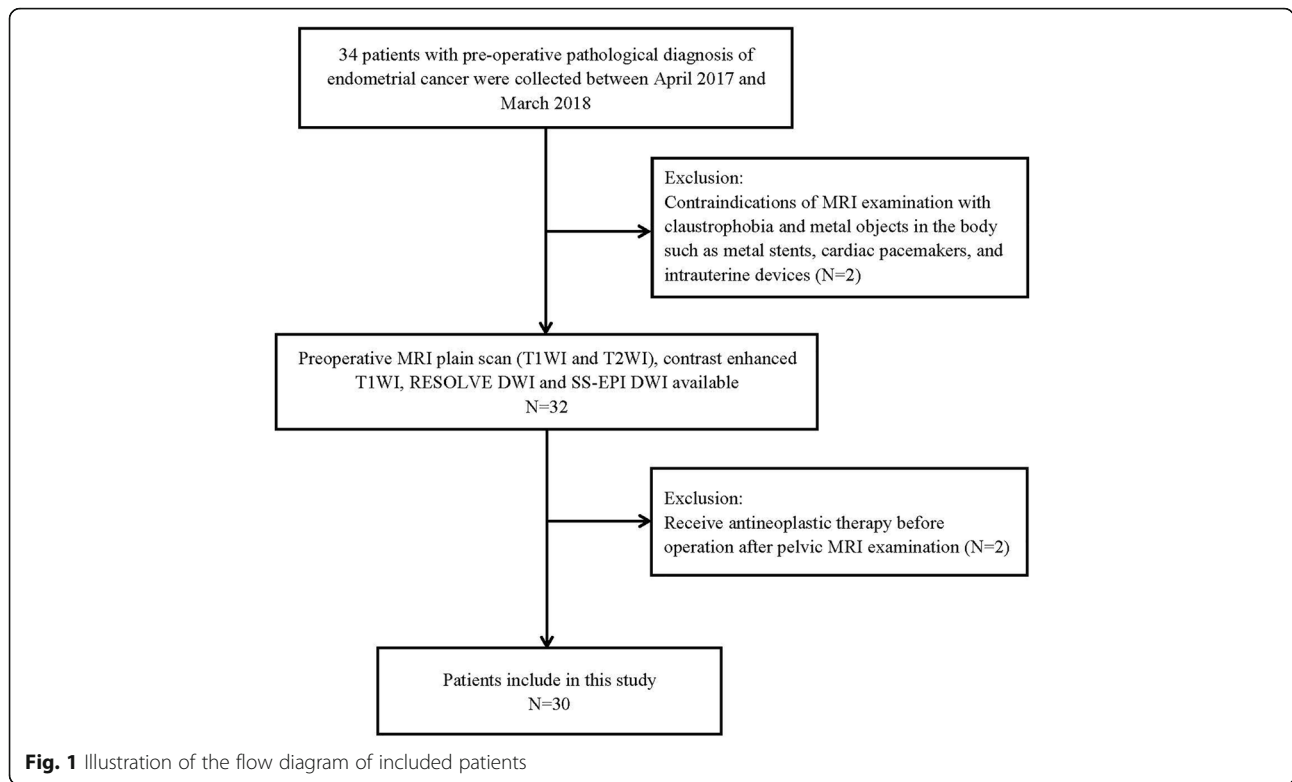 34 patients with pre-operative pathological diagnosis of
endometrial cancer were collected between April 2017 and
March 2018
Exclusion:
Contraindications of MRI examination with
claustrophobia and metal objects in the body
such as metal stents, cardiac pacemakers, and
intrauterine devices (N=2)
Preoperative MRI plain scan (T1WI and T2WI), contrast enhanced
T1WI, RESOLVE DWI and SS-EPI DWI available
N=32
Exclusion:
Receive antineoplastic therapy before
operation after pelvic MRI examination (N=2)
Patients include in this study
N=30
Fig. 1 Illustration of the flow diagram of included patients